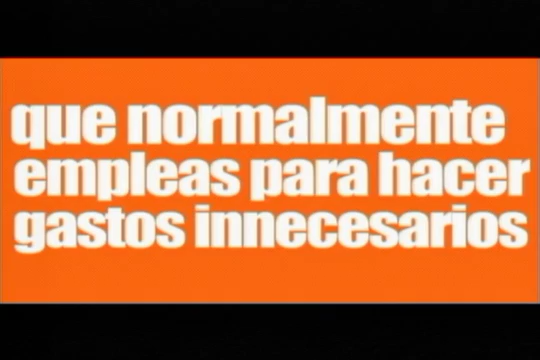 que normalmente
empleas para hacer
gastos innecesarios